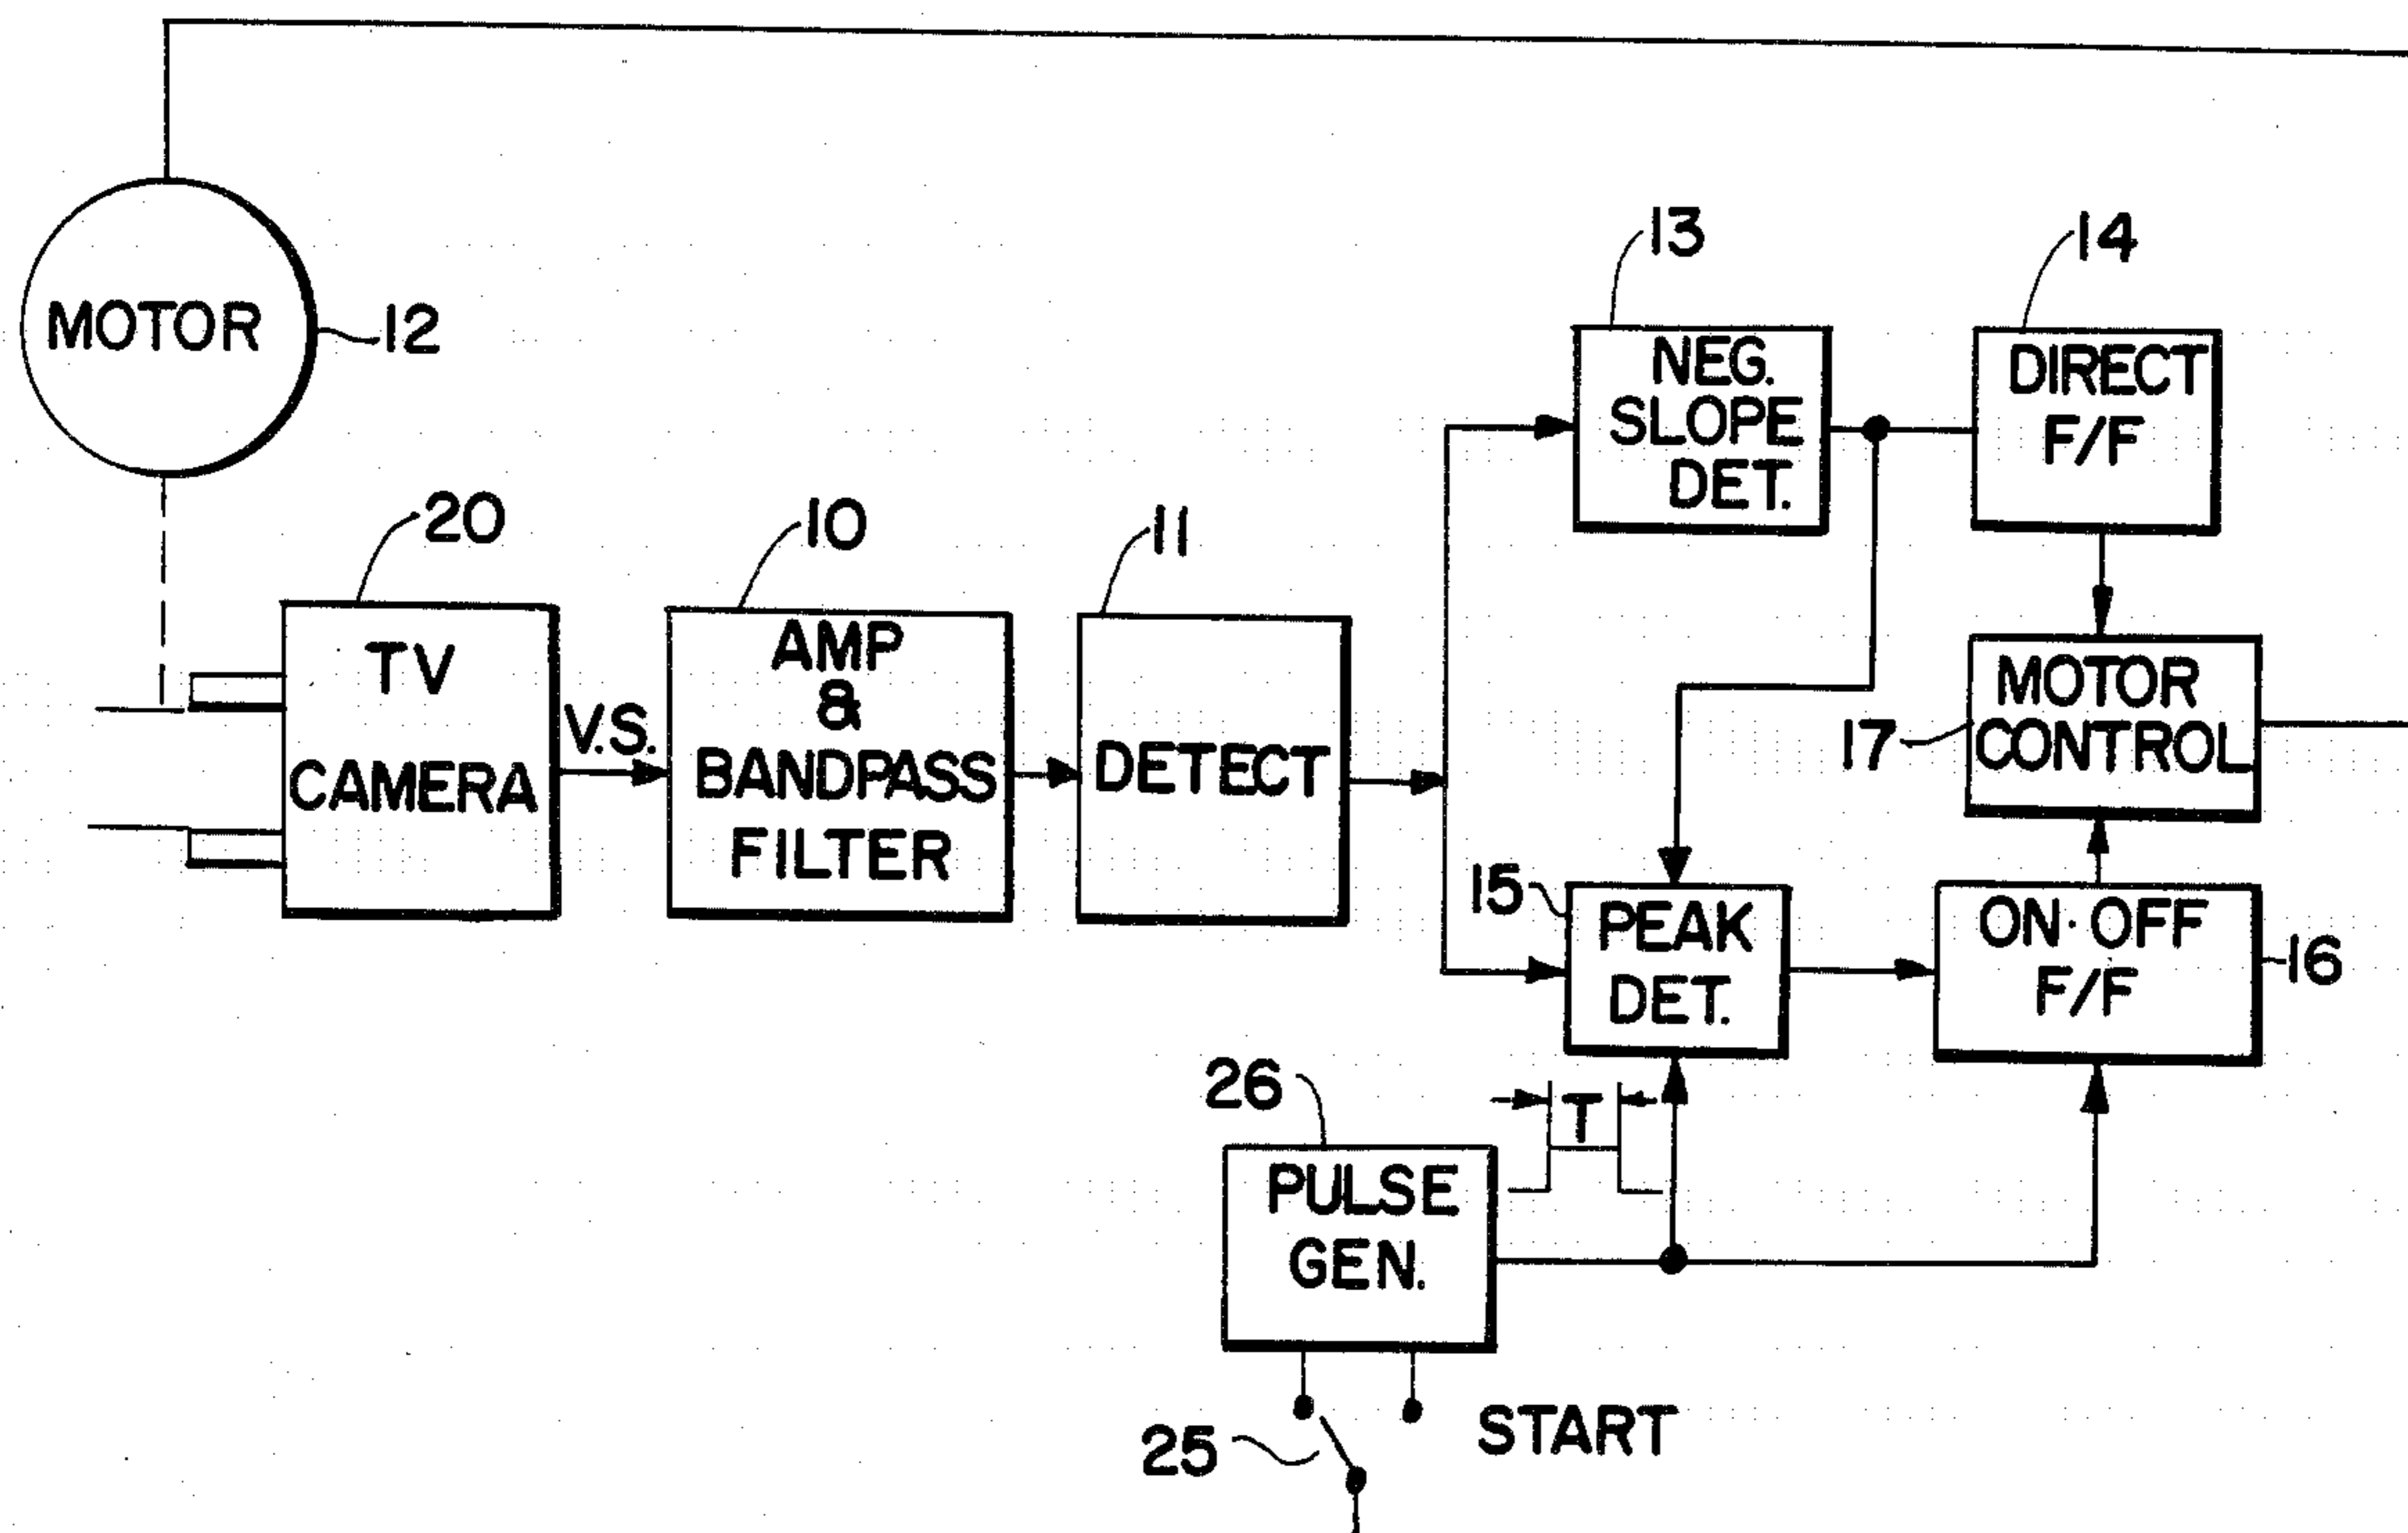 MOTOR
12
13
14
NEG.
SLOPE
DET.
DIRECT
F/F
20
10
11
TV
CAMERA
V.S.
AMP
&
BANDPASS
FILTER
DETECT
17
MOTOR
CONTROL
15
PEAK
DET.
ON·OFF
F/F
16
26
T
PULSE
GEN.
25
START